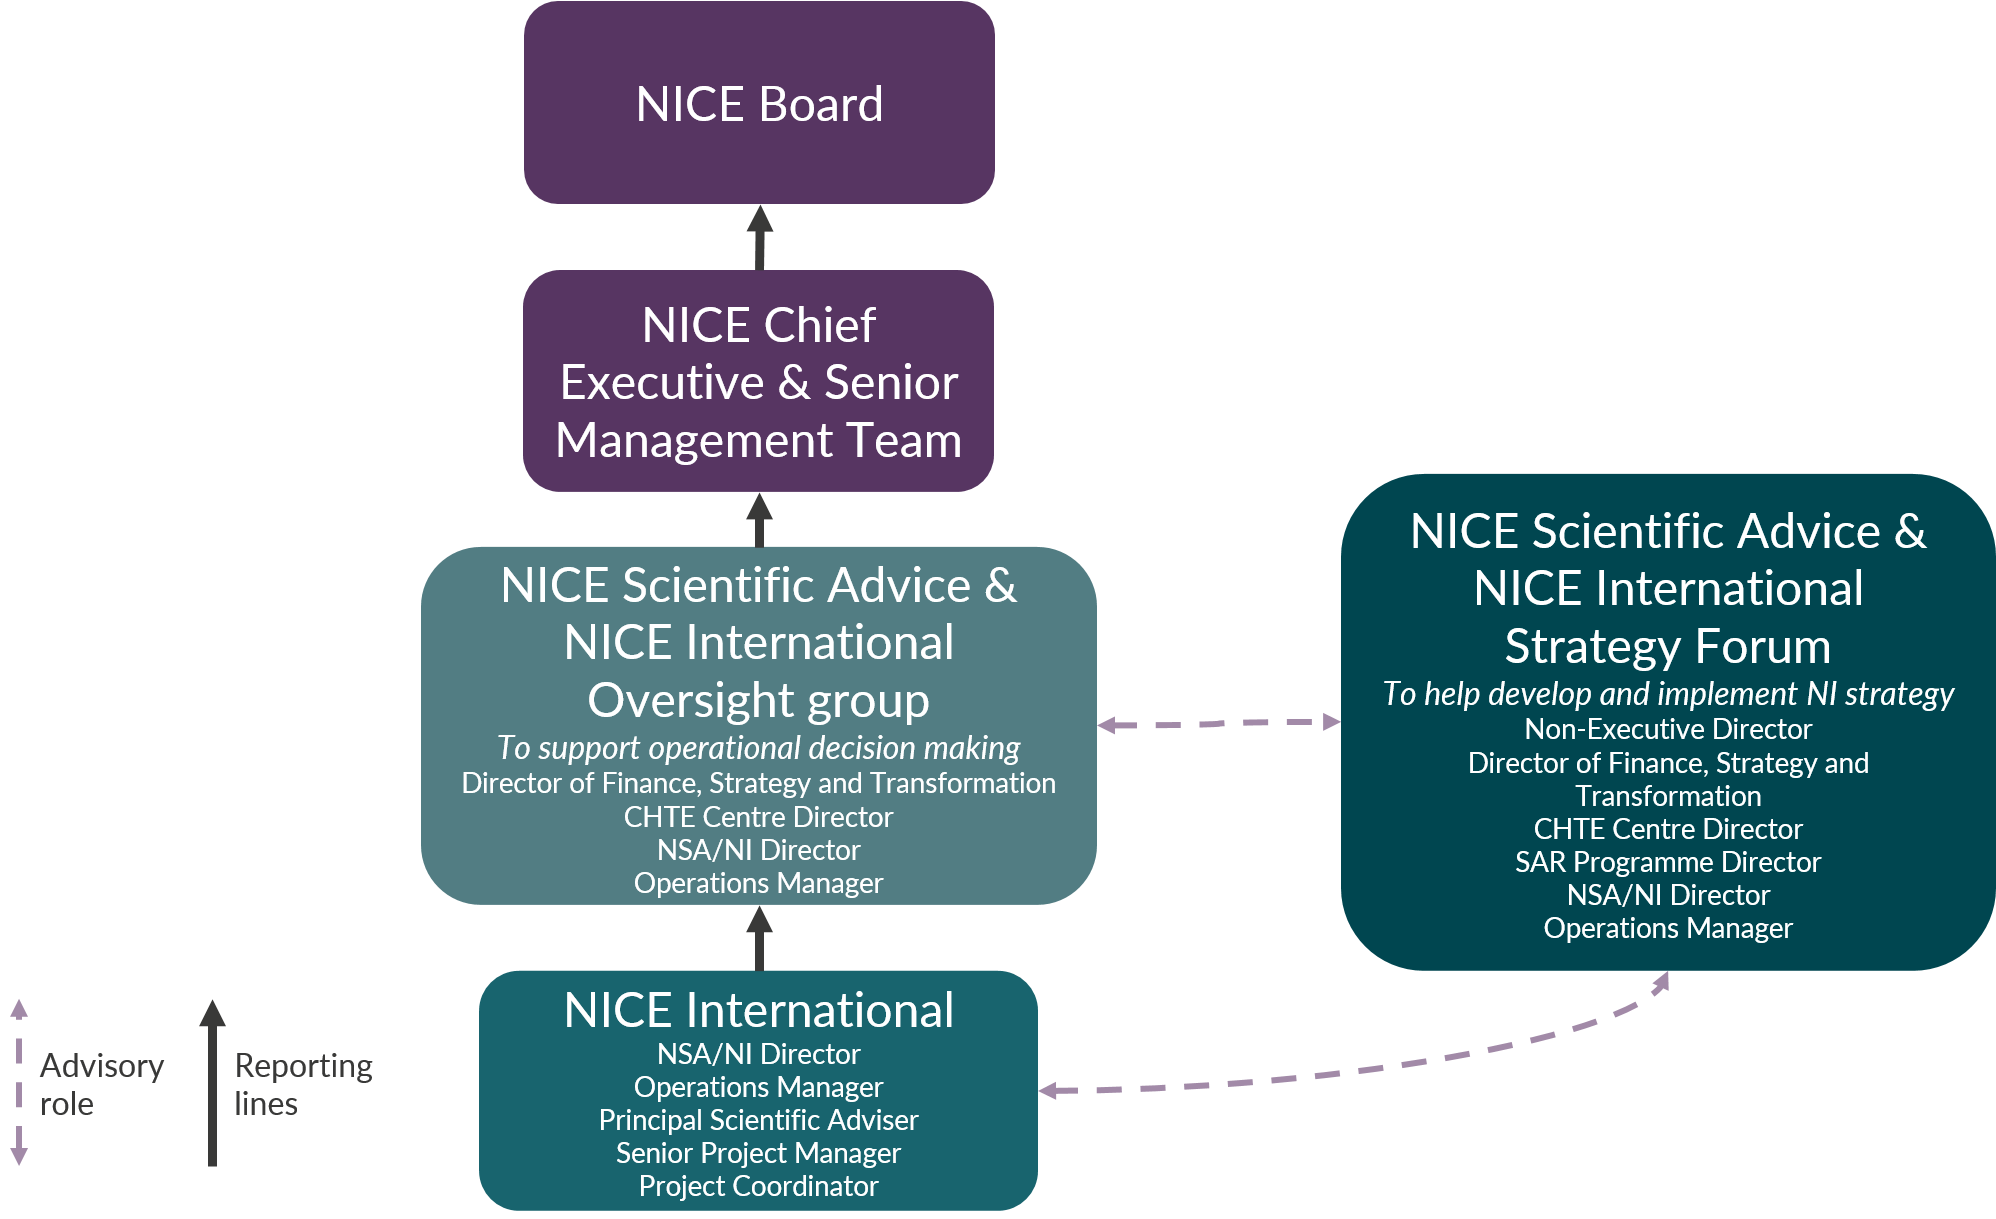 NICE Board
NICE Chief
Executive & Senior
Management Team
NICE Scientific Advice &
NICE International
Oversight group
To support operational decision making
Director of Finance, Strategy and Transformation
CHTE Centre Director
NSA/NI Director
Operations Manager
NICE Scientific Advice &
NICE International
Strategy Forum
To help develop and implement NI strategy
Non-Executive Director
Director of Finance, Strategy and
Transformation
CHTE Centre Director
SAR Programme Director
NSA/NI Director
Operations Manager
NICE International
NSA/NI Director
Operations Manager
Principal Scientific Adviser
Senior Project Manager
Project Coordinator
Advisory
role
Reporting
lines